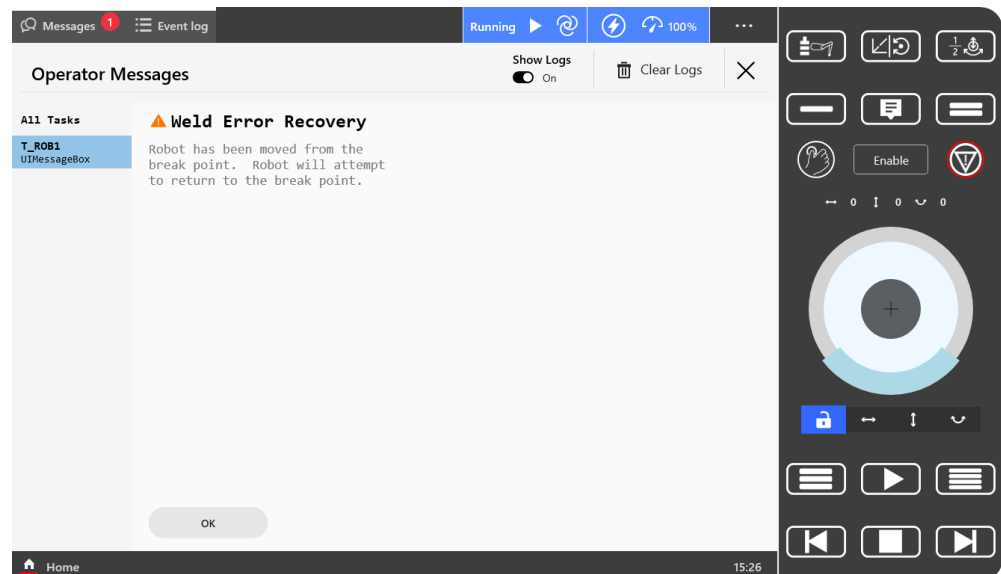 Messages 1 Event log Running 100% ...
Operator Messages Show Logs On Clear Logs
All Tasks
T_ROB1
UIMessageBox
Weld Error Recovery
Robot has been moved from the
break point.  Robot will attempt
to return to the break point.
OK
Home 15:26
1
2
Enable
0 0 0